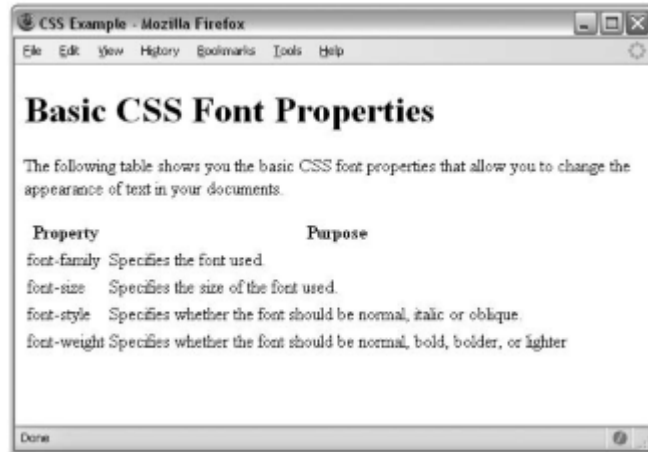 CSS Example - Mozilla Firefox
File Edit View History Bookmarks Tools Help
Basic CSS Font Properties
The following table shows you the basic CSS font properties that allow you to change the
appearance of text in your documents.
Property Purpose
font-family Specifies the font used.
font-size Specifies the size of the font used.
font-style Specifies whether the font should be normal, italic or oblique.
font-weight Specifies whether the font should be normal, bold, bolder, or lighter
Done